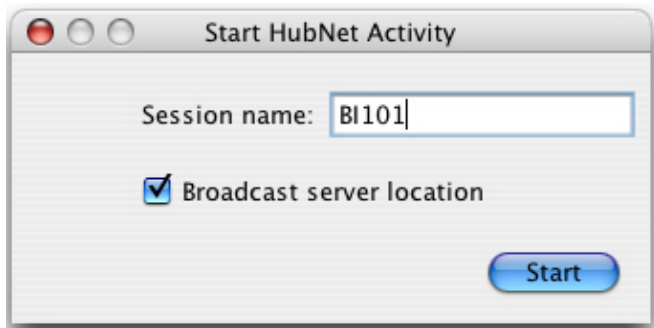 Start HubNet Activity
Session name: BI101
Broadcast server location
Start